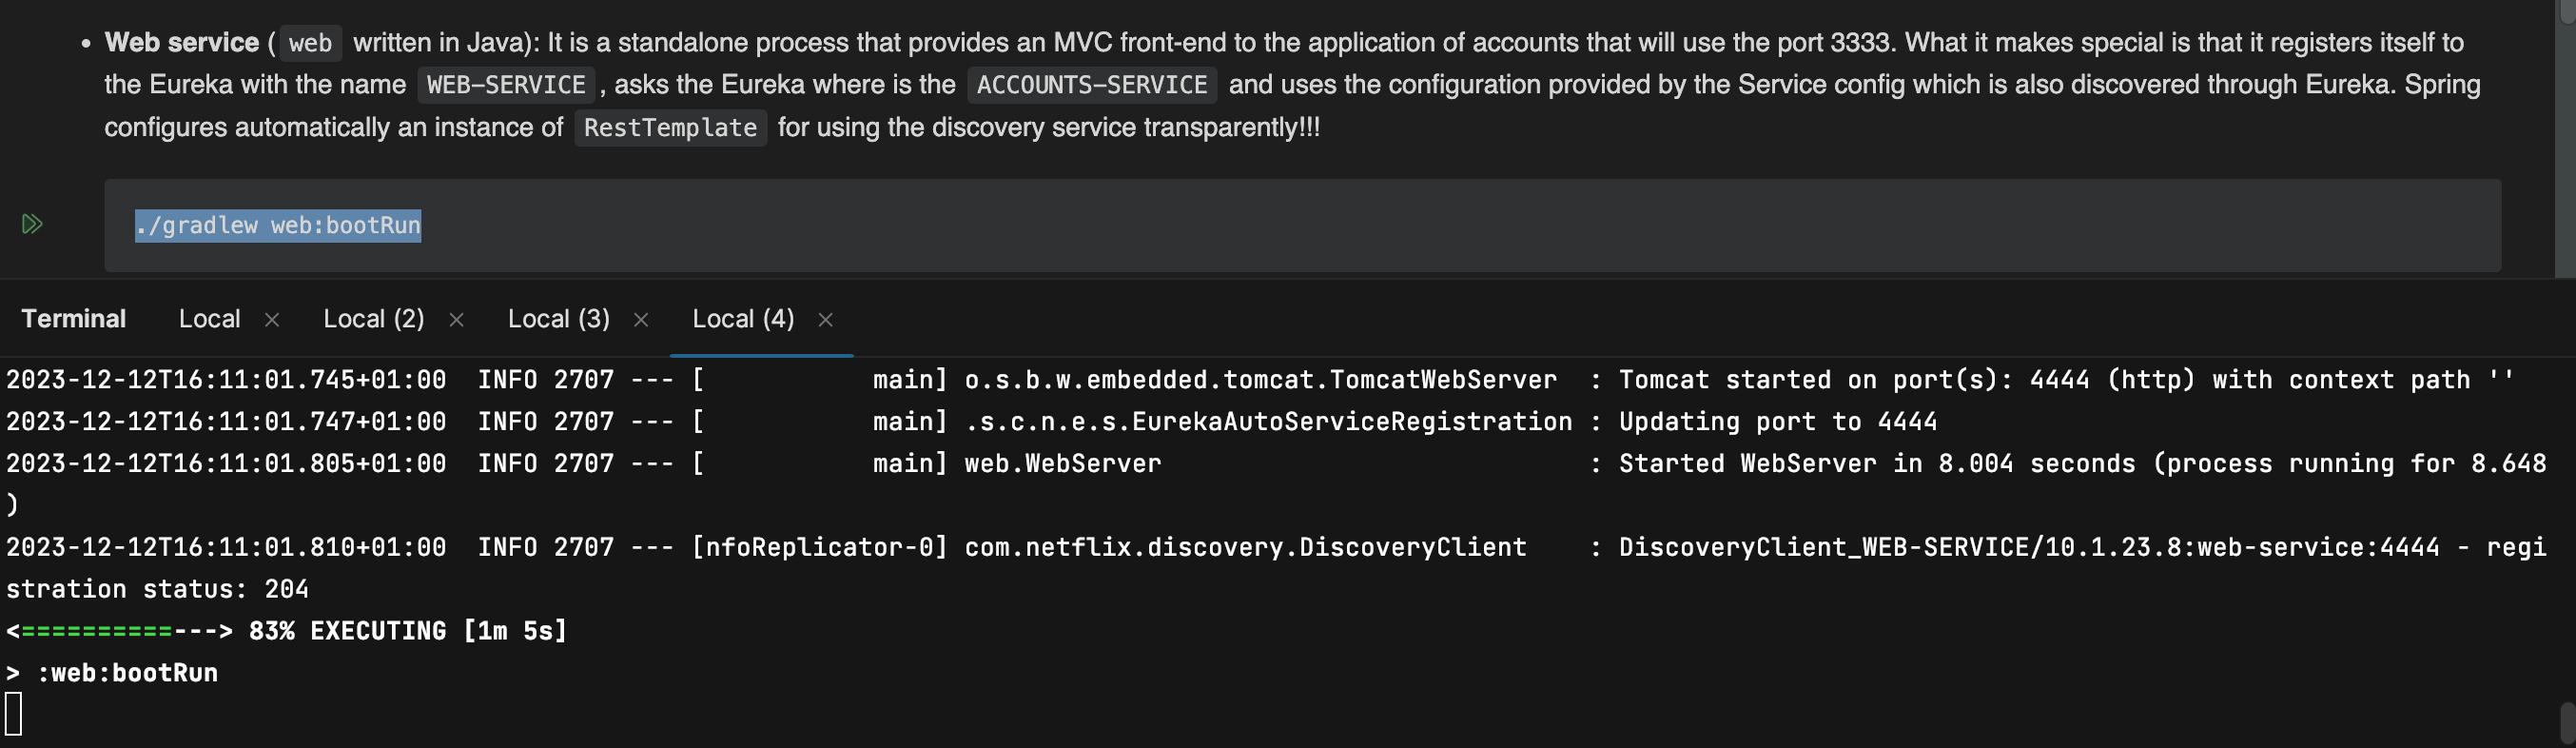 • Web service ( web written in Java): It is a standalone process that provides an MVC front-end to the application of accounts that will use the port 3333. What it makes special is that it registers itself to
the Eureka with the name WEB-SERVICE , asks the Eureka where is the ACCOUNTS-SERVICE and uses the configuration provided by the Service config which is also discovered through Eureka. Spring
configures automatically an instance of RestTemplate for using the discovery service transparently!!!
./gradlew web:bootRun
Terminal Local × Local (2) × Local (3) × Local (4) ×
2023-12-12T16:11:01.745+01:00  INFO 2707 --- [           main] o.s.b.w.embedded.tomcat.TomcatWebServer  : Tomcat started on port(s): 4444 (http) with context path ''
2023-12-12T16:11:01.747+01:00  INFO 2707 --- [           main] .s.c.n.e.s.EurekaAutoServiceRegistration : Updating port to 4444
2023-12-12T16:11:01.805+01:00  INFO 2707 --- [           main] web.WebServer                            : Started WebServer in 8.004 seconds (process running for 8.648
)
2023-12-12T16:11:01.810+01:00  INFO 2707 --- [nfoReplicator-0] com.netflix.discovery.DiscoveryClient    : DiscoveryClient_WEB-SERVICE/10.1.23.8:web-service:4444 - regi
stration status: 204
<==========---> 83% EXECUTING [1m 5s]
> :web:bootRun